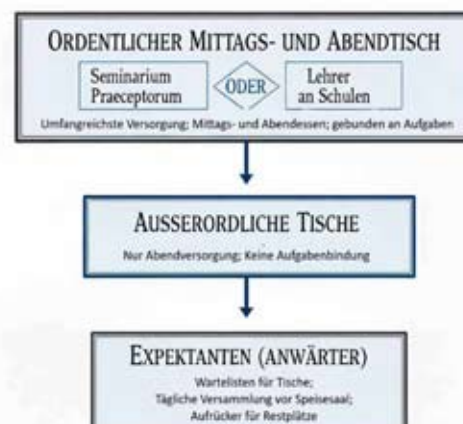 ORDENTLICHER MITTAGS- UND ABENDTISCH
Seminarium
Praeceptorum
ODER
Lehrer
an Schulen
Umfangreichste Versorgung; Mittags- und Abendessen; gebunden an Aufgaben
AUSSERORDLICHE TISCHE
Nur Abendversorgung; Keine Aufgabenbindung
EXPEKTANTEN (ANWÄRTER)
Wartelisten für Tische;
Tägliche Versammlung vor Speisesaal;
Aufrücker für Restplätze